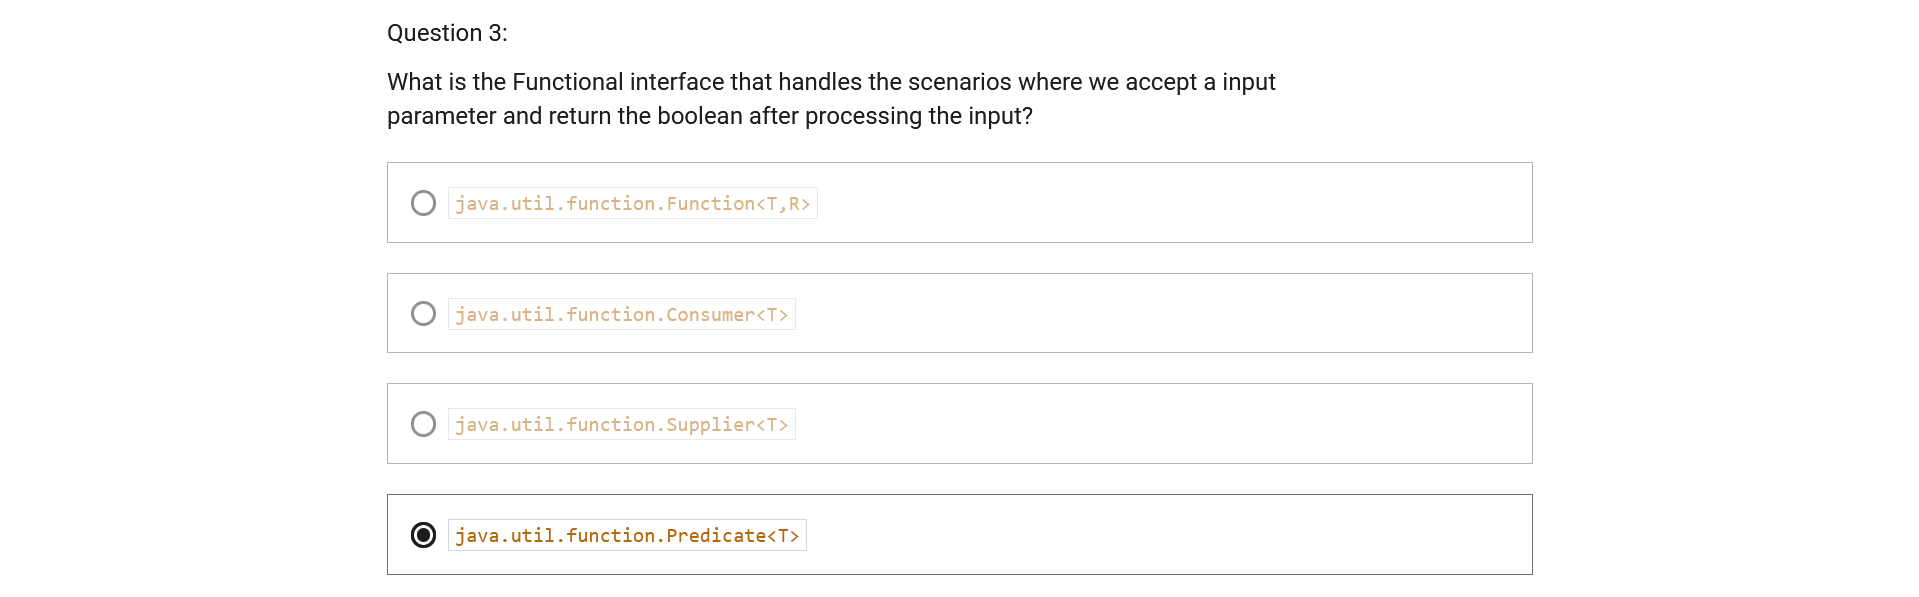 Question 3:
What is the Functional interface that handles the scenarios where we accept a input
parameter and return the boolean after processing the input?
java.util.function.Function<T,R>
java.util.function.Consumer<T>
java.util.function.Supplier<T>
java.util.function.Predicate<T>